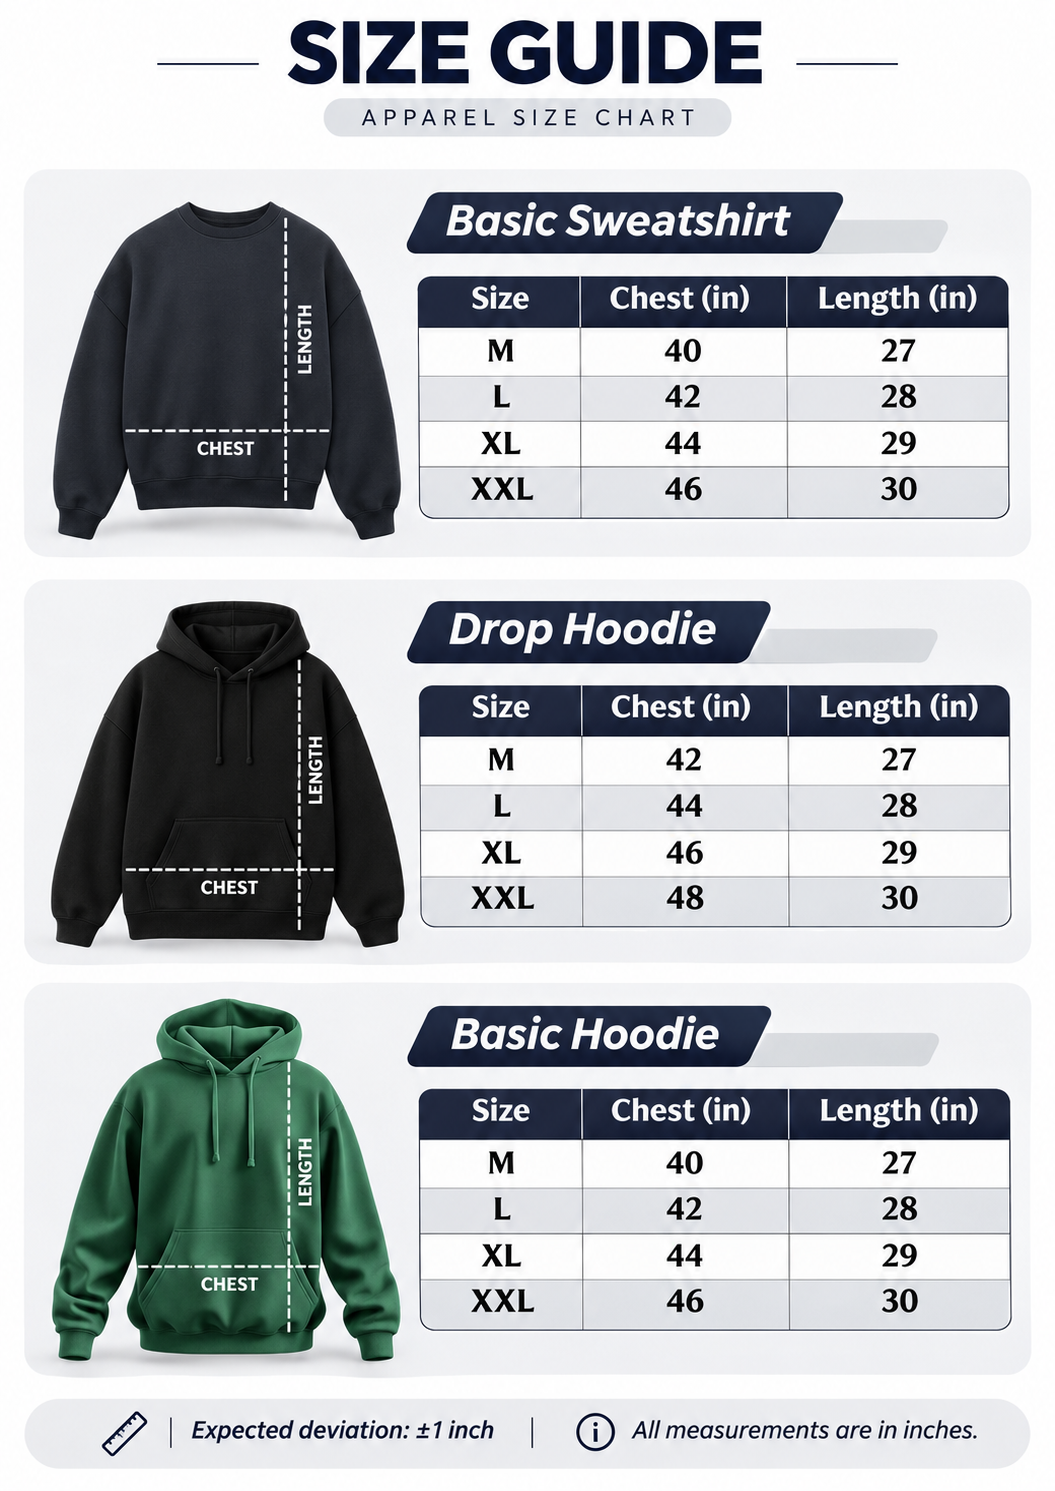 SIZE GUIDE
APPAREL SIZE CHART
Basic Sweatshirt
Size Chest (in) Length (in)
M 40 27
L 42 28
XL 44 29
XXL 46 30
LENGTH
CHEST
Drop Hoodie
Size Chest (in) Length (in)
M 42 27
L 44 28
XL 46 29
XXL 48 30
LENGTH
CHEST
Basic Hoodie
Size Chest (in) Length (in)
M 40 27
L 42 28
XL 44 29
XXL 46 30
LENGTH
CHEST
Expected deviation: ±1 inch
All measurements are in inches.